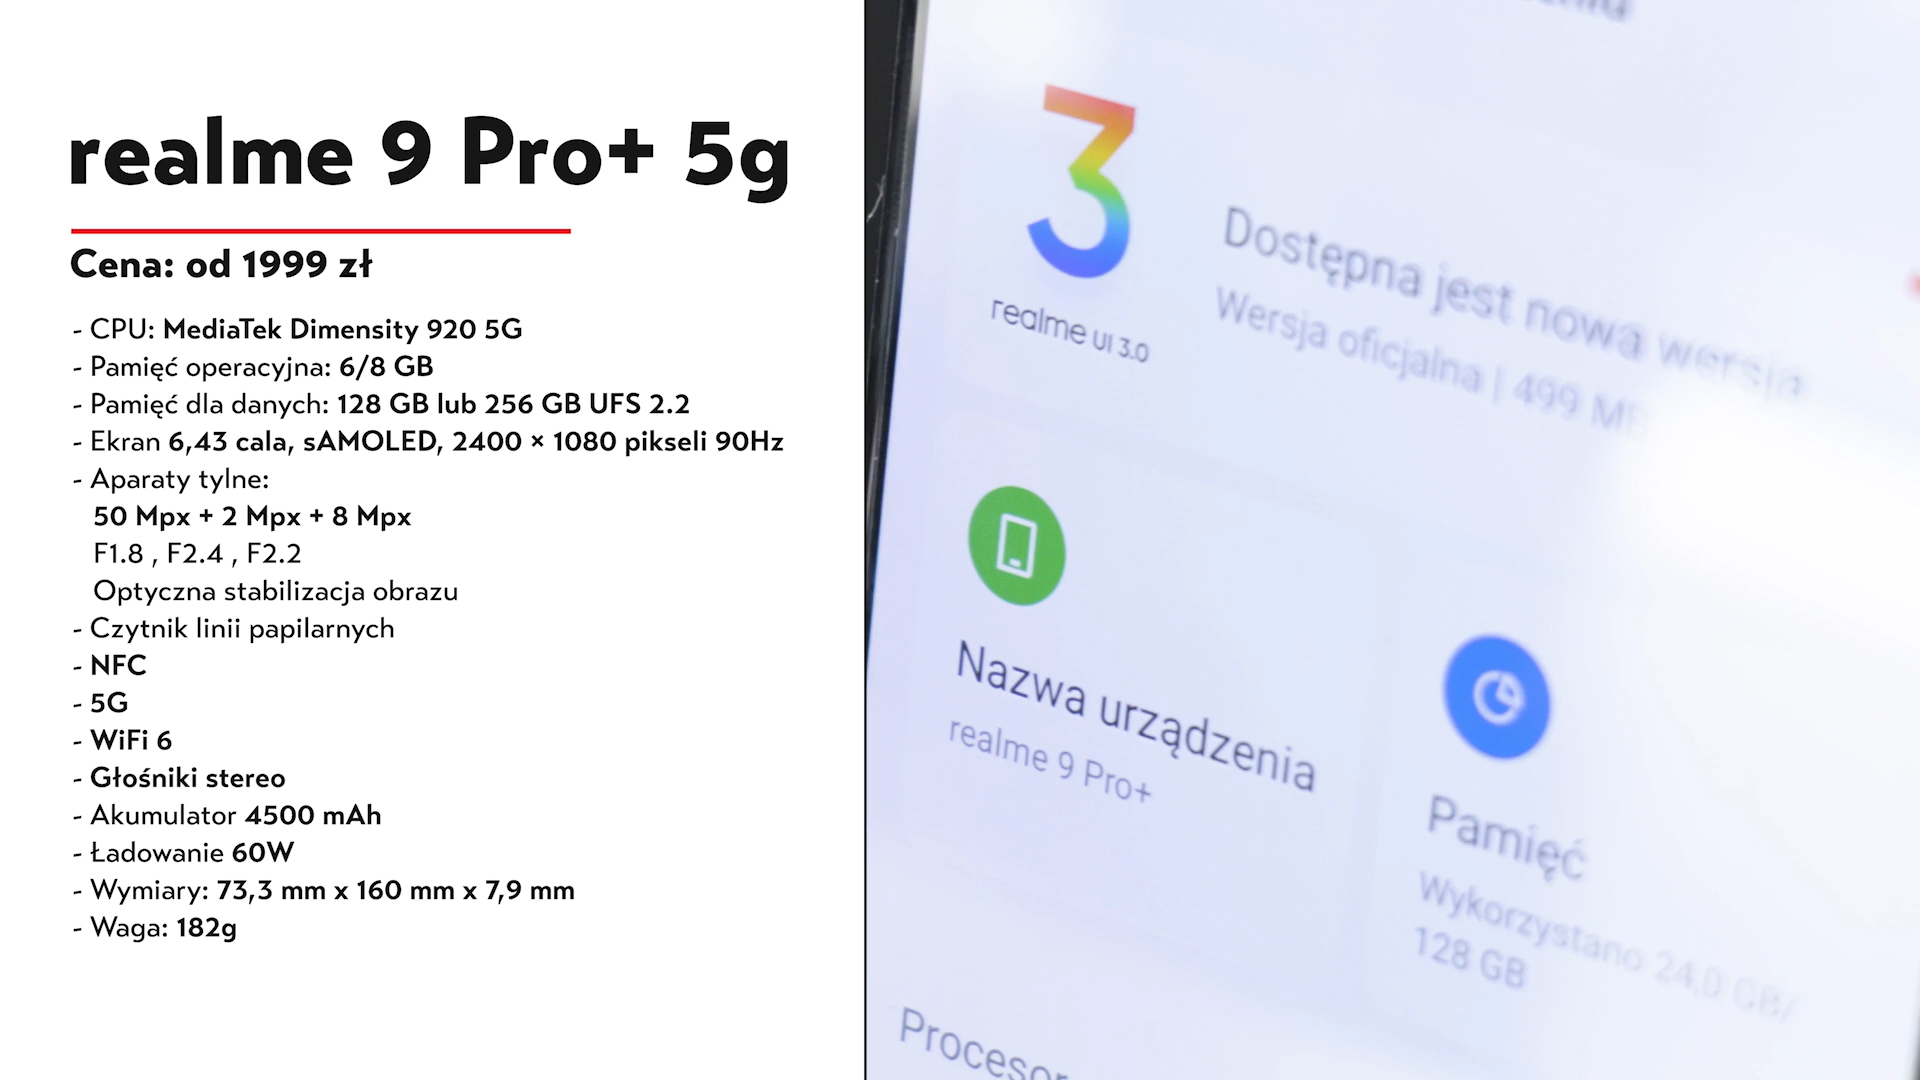 realme 9 Pro+ 5g
Cena: od 1999 zł
- CPU: MediaTek Dimensity 920 5G
- Pamięć operacyjna: 6/8 GB
- Pamięć dla danych: 128 GB lub 256 GB UFS 2.2
- Ekran 6,43 cala, sAMOLED, 2400 × 1080 pikseli 90Hz
- Aparaty tylne:
50 Mpx + 2 Mpx + 8 Mpx
F1.8 , F2.4 , F2.2
Optyczna stabilizacja obrazu
- Czytnik linii papilarnych
- NFC
- 5G
- WiFi 6
- Głośniki stereo
- Akumulator 4500 mAh
- Ładowanie 60W
- Wymiary: 73,3 mm x 160 mm x 7,9 mm
- Waga: 182g
3
realme UI 3.0
Dostępna jest nowa wersja
Wersja oficjalna | 499
Nazwa urządzenia
realme 9 Pro+
Pamięć
Wykorzystano 24,0 GB/
128 GB
Procesor